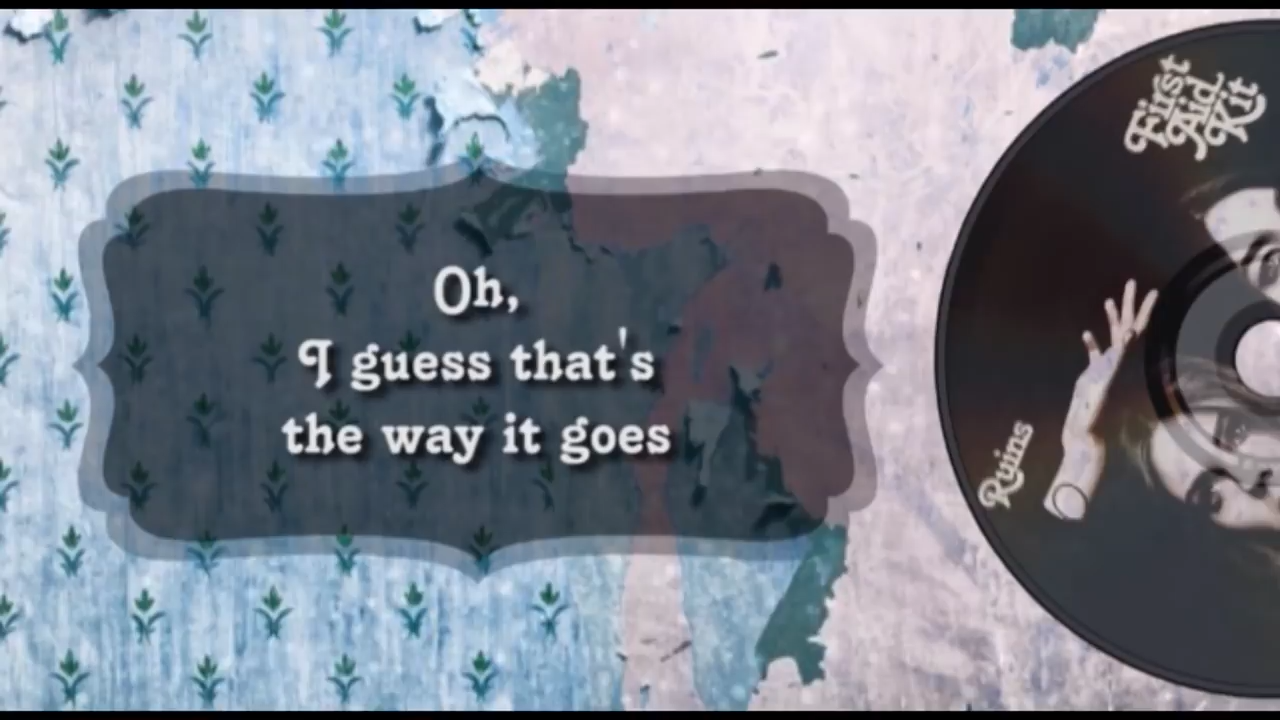 Oh,
I guess that's
the way it goes
First
Aid
Kit
Ruins